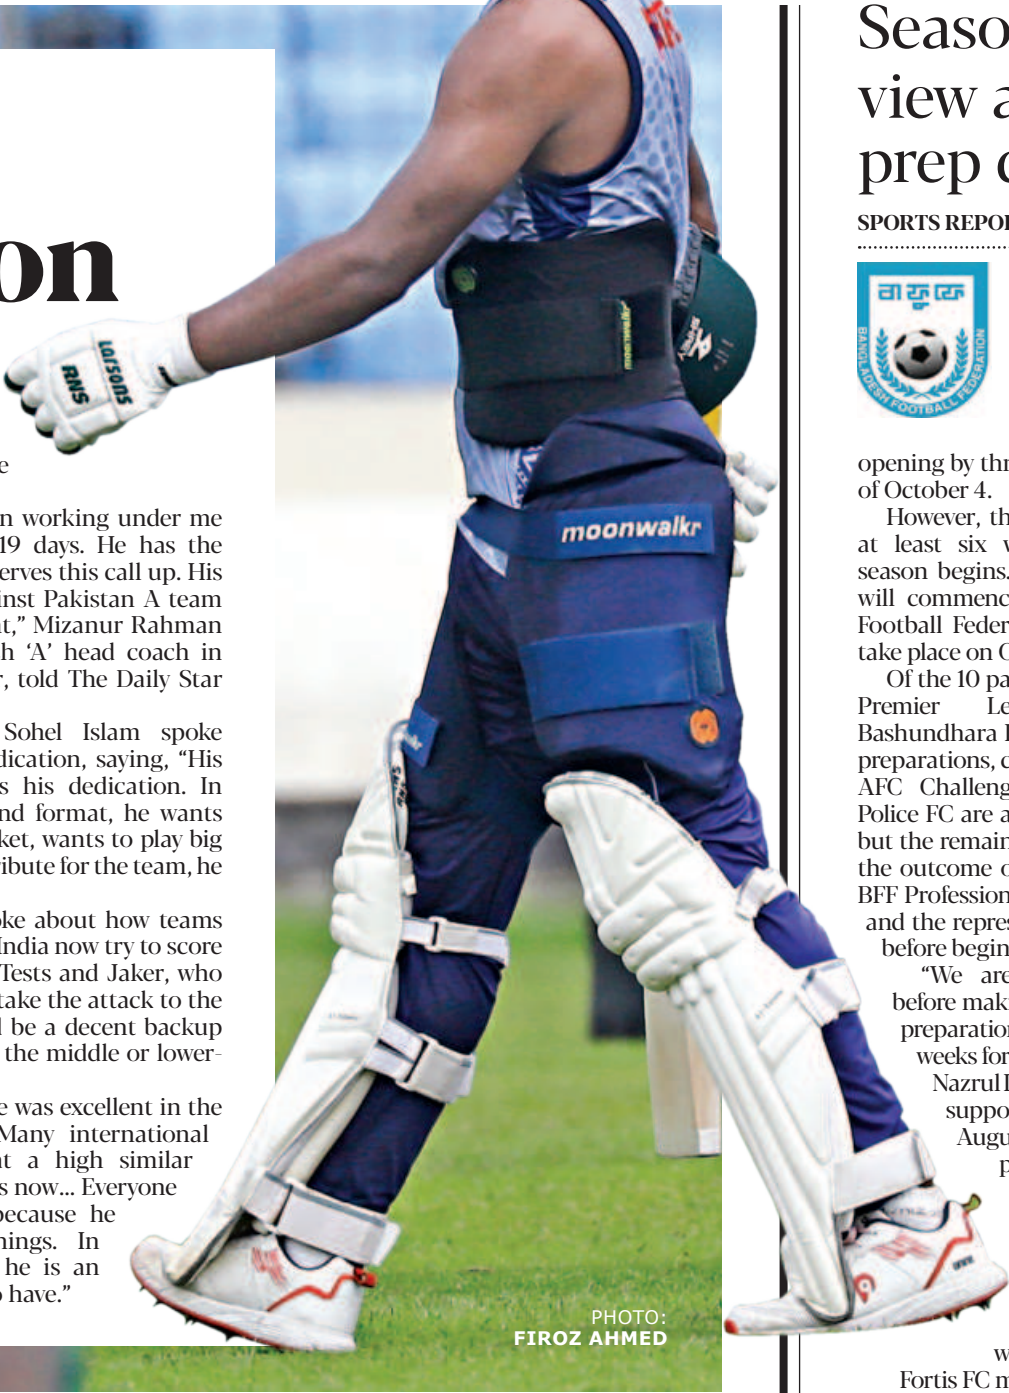 on
e
n working under me
19 days. He has the
erves this call up. His
inst Pakistan A team
t,” Mizanur Rahman
h ‘A’ head coach in
r, told The Daily Star
Sohel Islam spoke
dication, saying, “His
s his dedication. In
nd format, he wants
ket, wants to play big
ribute for the team, he
oke about how teams
India now try to score
Tests and Jaker, who
take the attack to the
l be a decent backup
the middle or lower-
e was excellent in the
Many international
at a high similar
s now... Everyone
because he
nings. In
he is an
o have.”
Larsons
RNS
moonwalkr
moonwalkr
RNS
PHOTO:
FIROZ AHMED
Seaso
view a
prep
SPORTS REPO
বাফুফে
BANGLADESH FOOTBALL FEDERATION
opening by thr
of October 4.
However, th
at least six w
season begins.
will commenc
Football Feder
take place on O
Of the 10 pa
Premier Le
Bashundhara
preparations, c
AFC Challeng
Police FC are a
but the remain
the outcome o
BFF Profession
and the repres
before begin
“We are
before maki
preparation
weeks for
Nazrul
suppo
Augu
p
w
Fortis FC m